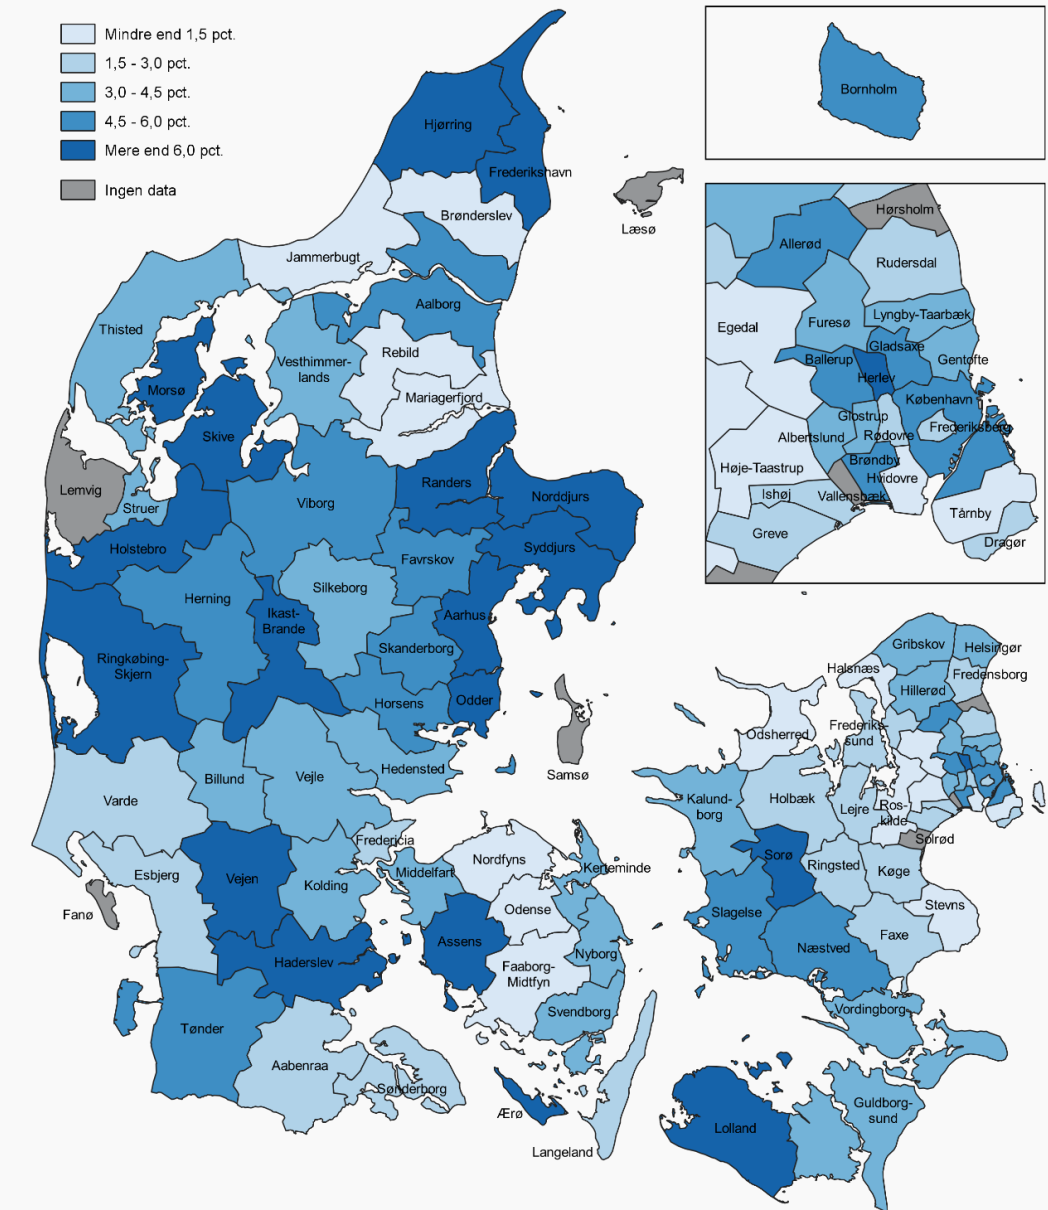 Mindre end 1,5 pct.
1,5 - 3,0 pct.
3,0 - 4,5 pct.
4,5 - 6,0 pct.
Mere end 6,0 pct.
Ingen data
Hjørring
Frederikshavn
Brønderslev
Jammerbugt
Læsø
Aalborg
Thisted
Rebild
Vesthimmer-
lands
Morsø
Mariagerfjord
Skive
Lemvig
Randers
Norddjurs
Viborg
Struer
Holstebro
Syddjurs
Favrskov
Silkeborg
Herning
Ikast-
Brande
Aarhus
Skanderborg
Ringkøbing-
Skjern
Horsens
Odder
Samsø
Hedensted
Billund
Vejle
Varde
Fredericia
Esbjerg
Vejen
Kolding
Middelfart
Nordfyns
Kerteminde
Fanø
Odense
Assens
Haderslev
Nyborg
Faaborg-
Midtfyn
Svendborg
Tønder
Aabenraa
Sønderborg
Ærø
Langeland
Bornholm
Hørsholm
Allerød
Rudersdal
Egedal
Furesø
Lyngby-Taarbæk
Gladsaxe
Ballerup
Gentofte
Herlev
København
Glostrup
Frederiksberg
Albertslund
Rødovre
Brøndby
Høje-Taastrup
Hvidovre
Ishøj
Vallensbæk
Tårnby
Greve
Dragør
Gribskov
Helsingør
Halsnæs
Fredensborg
Hillerød
Frederiks-
sund
Odsherred
Kalund-
borg
Holbæk
Lejre
Ros-
kilde
Solrød
Sorø
Ringsted
Køge
Stevns
Slagelse
Faxe
Næstved
Vordingborg
Guldborg-
sund
Lolland